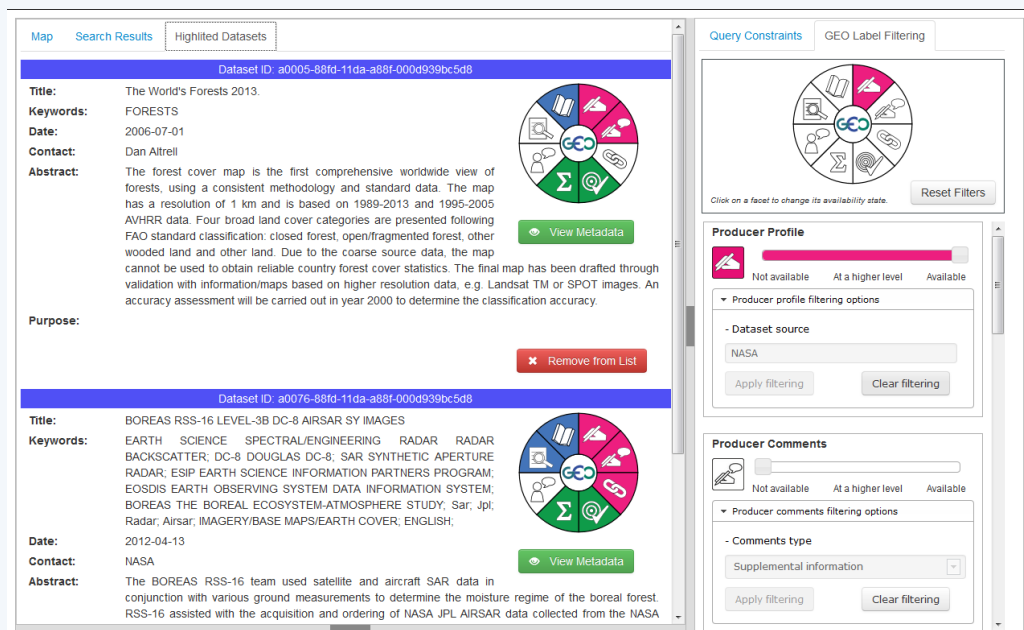 Map
Search Results
Highlited Datasets
Dataset ID: a0005-88fd-11da-a88f-000d939bc5d8
Title: The World's Forests 2013.
Keywords: FORESTS
Date: 2006-07-01
Contact: Dan Altrell
Abstract: The forest cover map is the first comprehensive worldwide view of
forests, using a consistent methodology and standard data. The map
has a resolution of 1 km and is based on 1989-2013 and 1995-2005
AVHRR data. Four broad land cover categories are presented following
FAO standard classification: closed forest, open/fragmented forest, other
wooded land and other land. Due to the coarse source data, the map
cannot be used to obtain reliable country forest cover statistics. The final map has been drafted through
validation with information/maps based on higher resolution data, e.g. Landsat TM or SPOT images. An
accuracy assessment will be carried out in year 2000 to determine the classification accuracy.
Purpose:
GEO
View Metadata
Remove from List
Dataset ID: a0076-88fd-11da-a88f-000d939bc5d8
Title: BOREAS RSS-16 LEVEL-3B DC-8 AIRSAR SY IMAGES
Keywords: EARTH SCIENCE SPECTRAL/ENGINEERING RADAR RADAR
BACKSCATTER; DC-8 DOUGLAS DC-8; SAR SYNTHETIC APERTURE
RADAR; ESIP EARTH SCIENCE INFORMATION PARTNERS PROGRAM;
EOSDIS EARTH OBSERVING SYSTEM DATA INFORMATION SYSTEM;
BOREAS THE BOREAL ECOSYSTEM-ATMOSPHERE STUDY; Sar; Jpl;
Radar; Airsar; IMAGERY/BASE MAPS/EARTH COVER; ENGLISH;
Date: 2012-04-13
Contact: NASA
Abstract: The BOREAS RSS-16 team used satellite and aircraft SAR data in
conjunction with various ground measurements to determine the moisture regime of the boreal forest.
RSS-16 assisted with the acquisition and ordering of NASA JPL AIRSAR data collected from the NASA
GEO
View Metadata
Query Constraints
GEO Label Filtering
GEO
Click on a facet to change its availability state.
Reset Filters
Producer Profile
Not available At a higher level Available
Producer profile filtering options
- Dataset source
NASA
Apply filtering
Clear filtering
Producer Comments
Not available At a higher level Available
Producer comments filtering options
- Comments type
Supplemental information
Apply filtering
Clear filtering